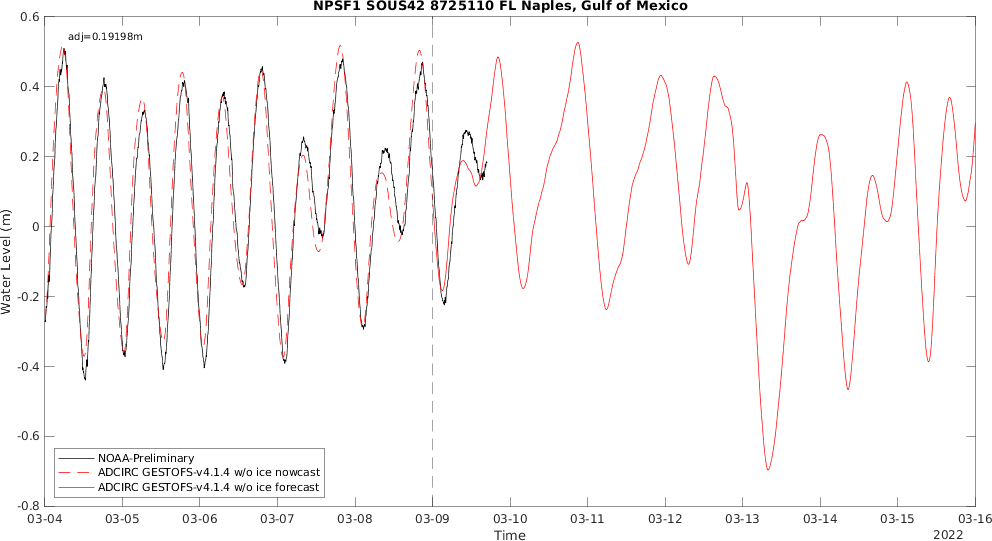 NPSF1 SOUS42 8725110 FL Naples, Gulf of Mexico
adj=0.19198m
0.6
0.4
0.2
0
-0.2
-0.4
-0.6
-0.8
Water Level (m)
NOAA-Preliminary
ADCIRC GESTOFS-v4.1.4 w/o ice nowcast
ADCIRC GESTOFS-v4.1.4 w/o ice forecast
03-04 03-05 03-06 03-07 03-08 03-09 03-10 03-11 03-12 03-13 03-14 03-15 03-16
Time
2022